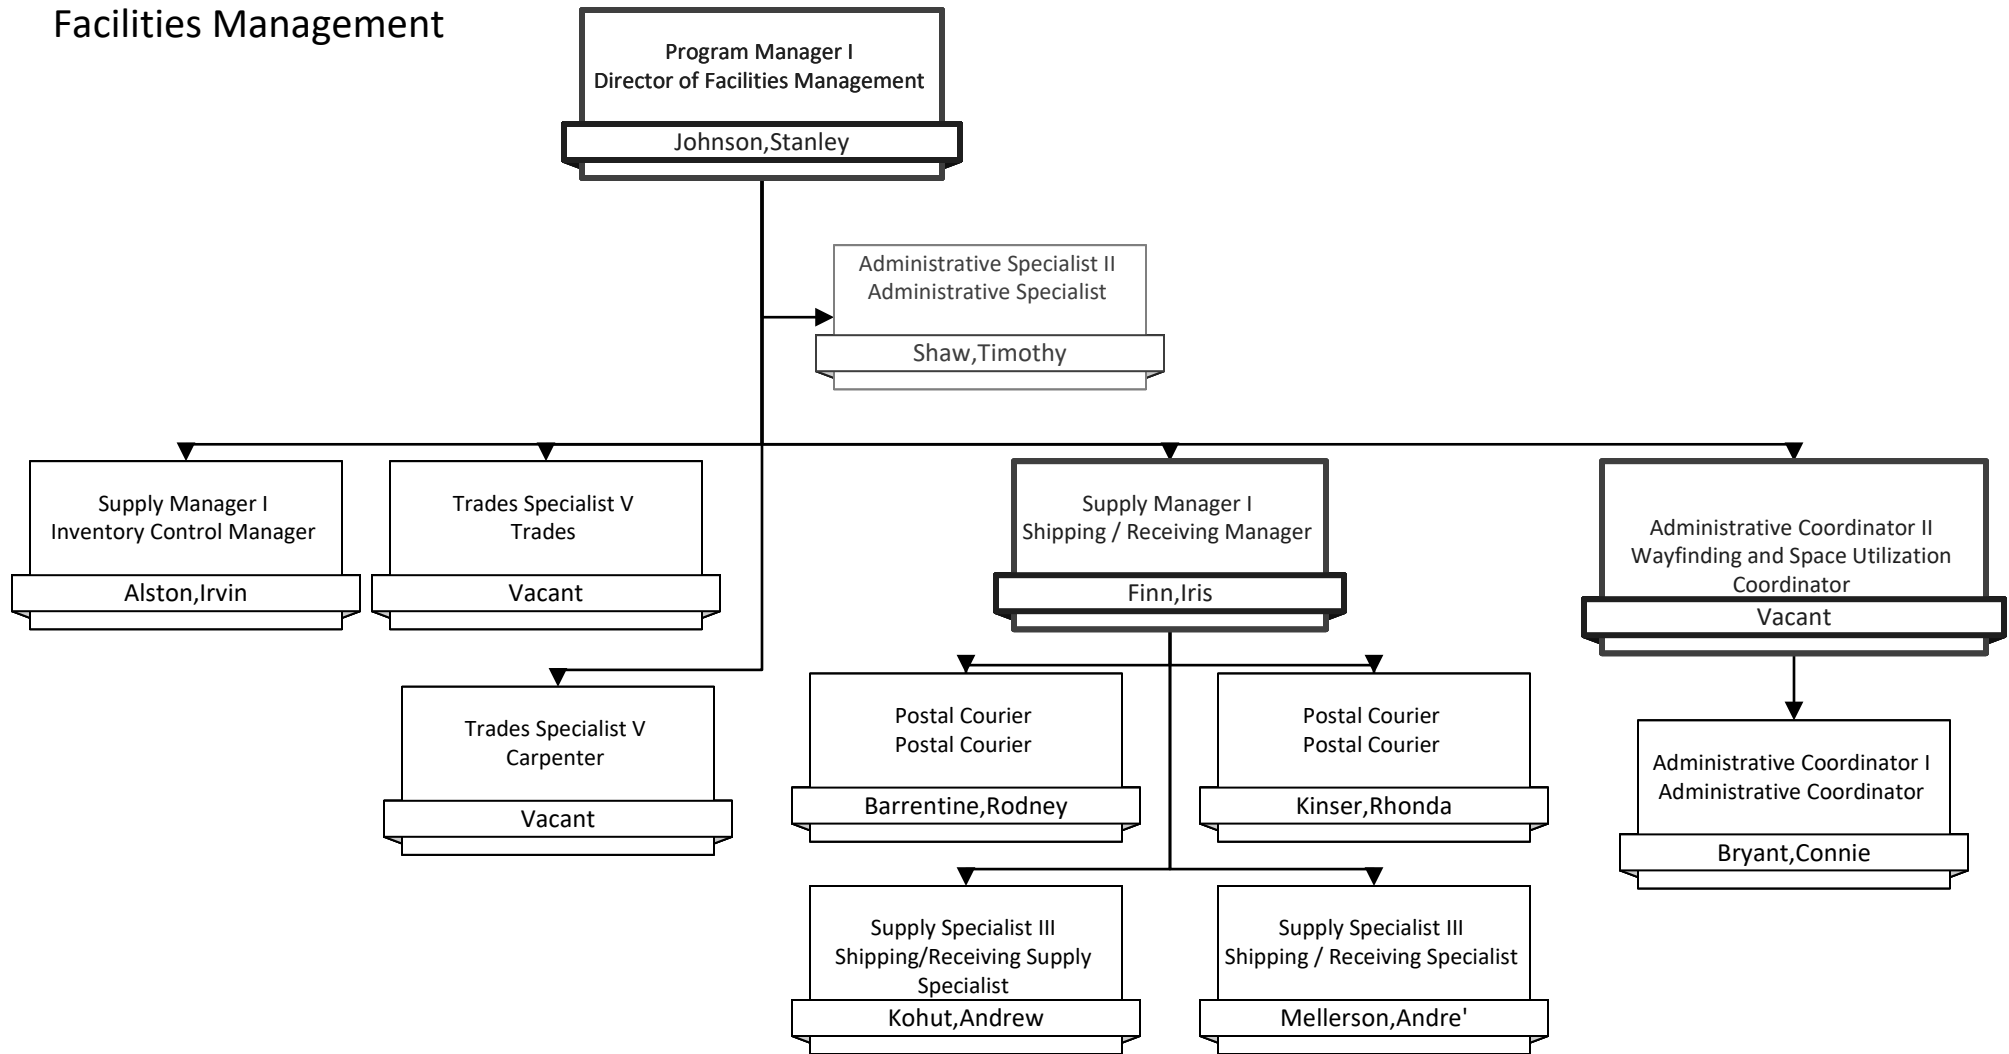 Facilities Management
Program Manager I
Director of Facilities Management
Johnson,Stanley
Administrative Specialist II
Administrative Specialist
Shaw,Timothy
Supply Manager I
Inventory Control Manager
Alston,Irvin
Trades Specialist V
Trades
Vacant
Supply Manager I
Shipping / Receiving Manager
Finn,Iris
Administrative Coordinator II
Wayfinding and Space Utilization
Coordinator
Vacant
Trades Specialist V
Carpenter
Vacant
Postal Courier
Postal Courier
Barrentine,Rodney
Postal Courier
Postal Courier
Kinser,Rhonda
Administrative Coordinator I
Administrative Coordinator
Bryant,Connie
Supply Specialist III
Shipping/Receiving Supply
Specialist
Kohut,Andrew
Supply Specialist III
Shipping / Receiving Specialist
Mellerson,Andre'